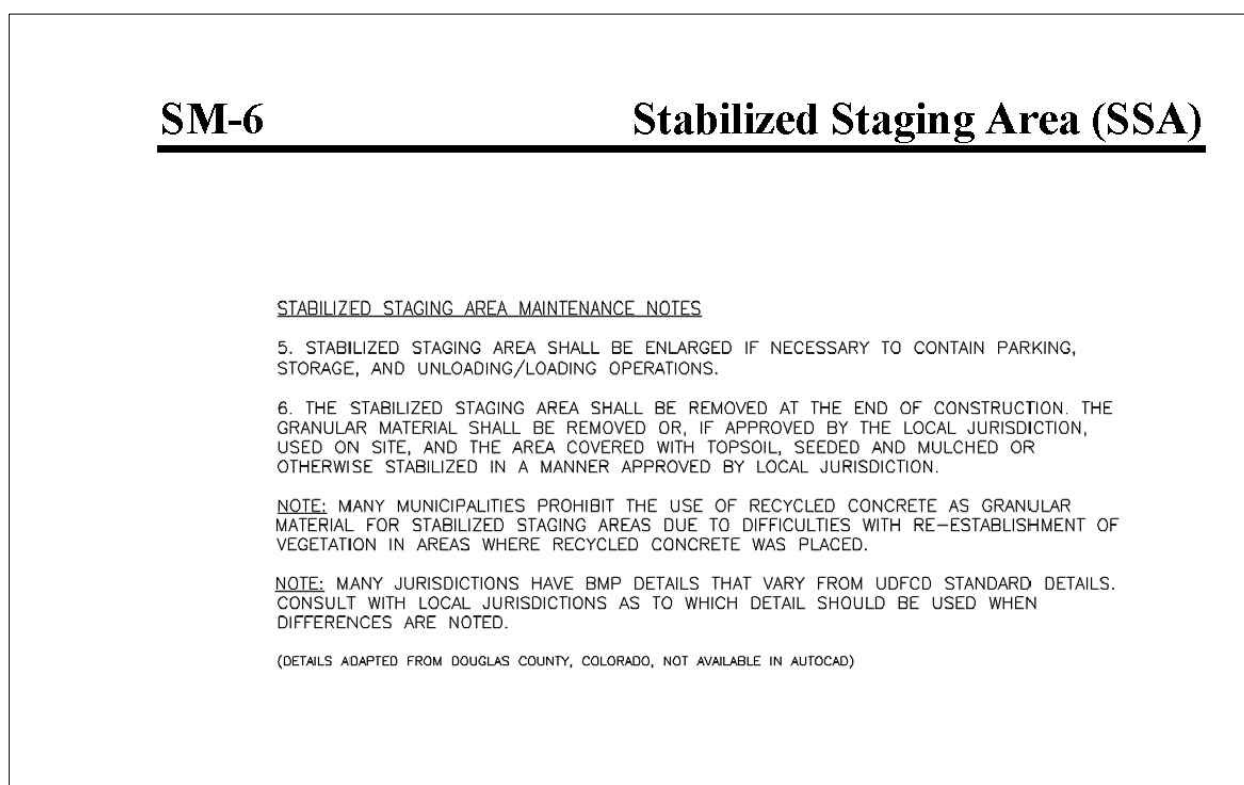 SM-6 Stabilized Staging Area (SSA)
STABILIZED STAGING AREA MAINTENANCE NOTES
5. STABILIZED STAGING AREA SHALL BE ENLARGED IF NECESSARY TO CONTAIN PARKING,
STORAGE, AND UNLOADING/LOADING OPERATIONS.
6. THE STABILIZED STAGING AREA SHALL BE REMOVED AT THE END OF CONSTRUCTION. THE
GRANULAR MATERIAL SHALL BE REMOVED OR, IF APPROVED BY THE LOCAL JURISDICTION,
USED ON SITE, AND THE AREA COVERED WITH TOPSOIL, SEEDED AND MULCHED OR
OTHERWISE STABILIZED IN A MANNER APPROVED BY LOCAL JURISDICTION.
NOTE: MANY MUNICIPALITIES PROHIBIT THE USE OF RECYCLED CONCRETE AS GRANULAR
MATERIAL FOR STABILIZED STAGING AREAS DUE TO DIFFICULTIES WITH RE-ESTABLISHMENT OF
VEGETATION IN AREAS WHERE RECYCLED CONCRETE WAS PLACED.
NOTE: MANY JURISDICTIONS HAVE BMP DETAILS THAT VARY FROM UDFCD STANDARD DETAILS.
CONSULT WITH LOCAL JURISDICTIONS AS TO WHICH DETAIL SHOULD BE USED WHEN
DIFFERENCES ARE NOTED.
(DETAILS ADAPTED FROM DOUGLAS COUNTY, COLORADO, NOT AVAILABLE IN AUTOCAD)